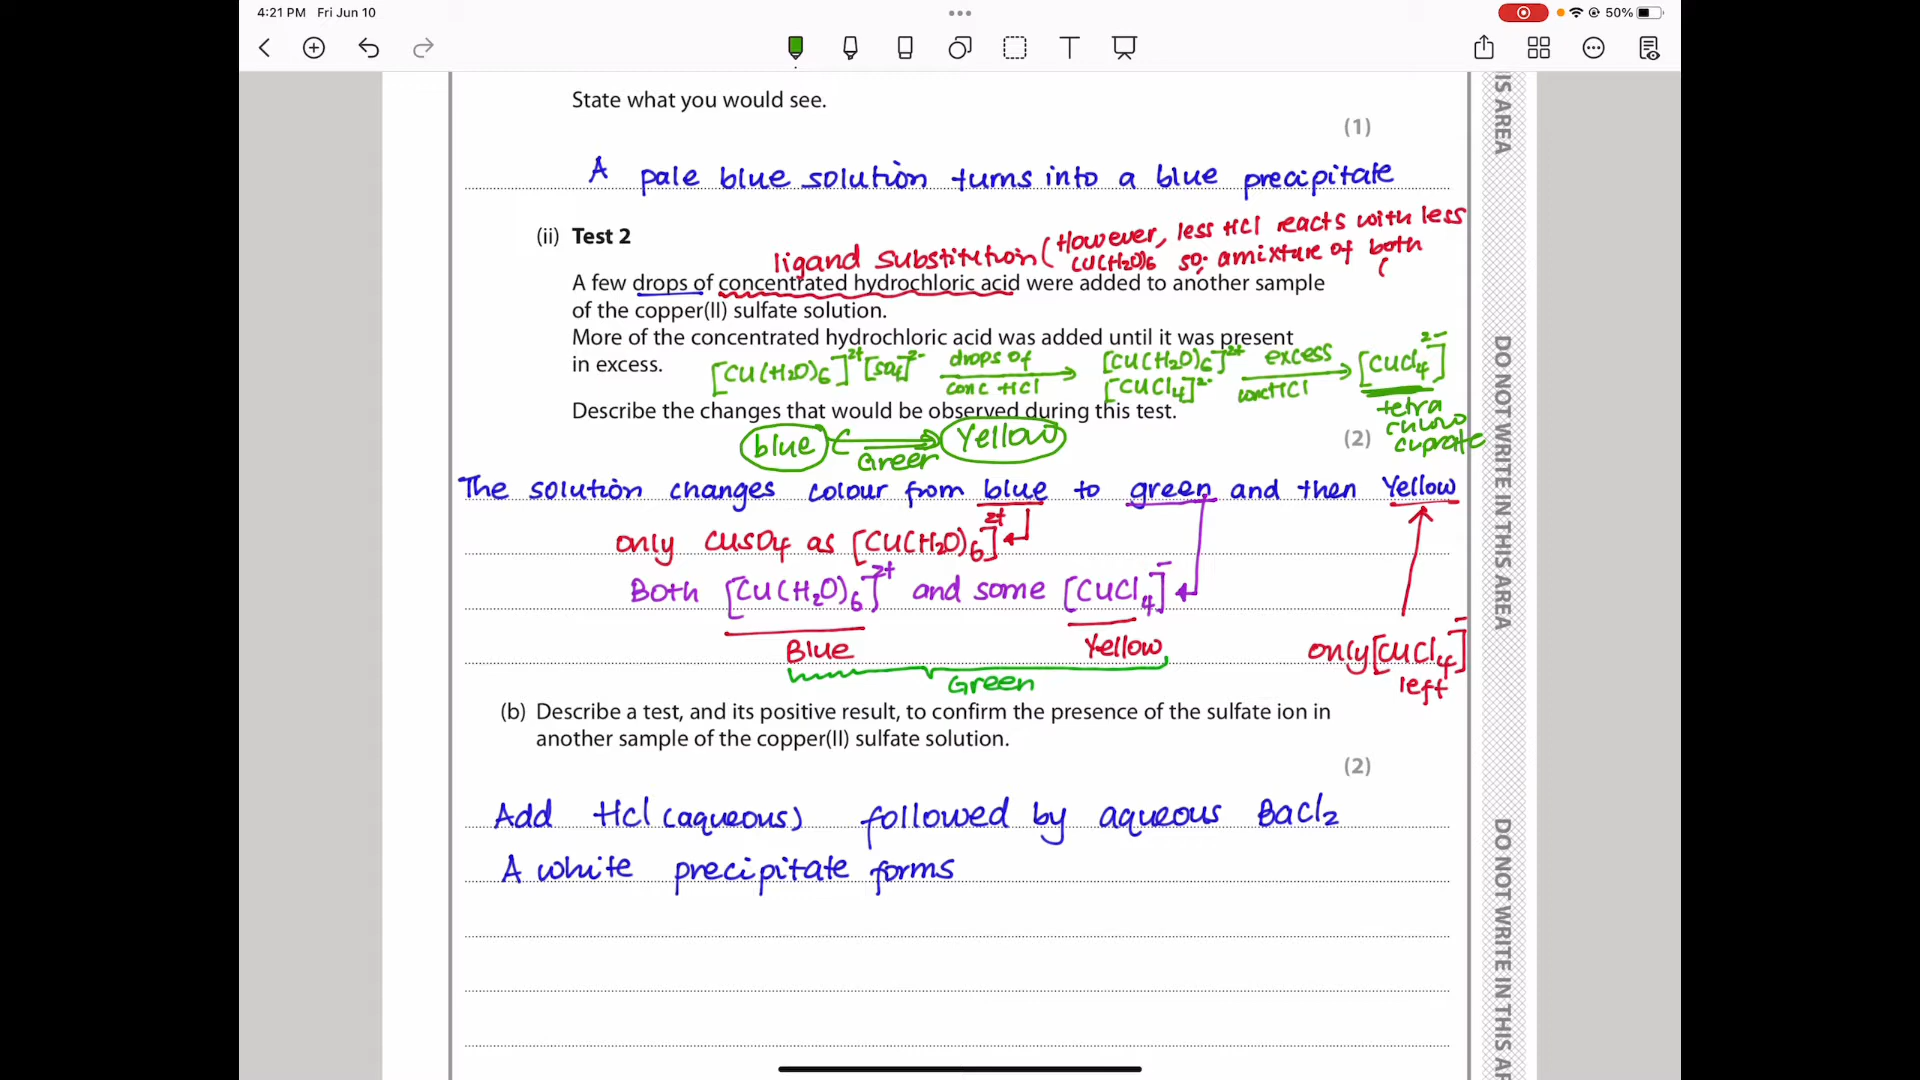 4:21 PM Fri Jun 10
50%
State what you would see.
(1)
A pale blue solution turns into a blue precipitate
(ii) Test 2
ligand substitution (However, less HCl reacts with less
Cu(H2O)6 so; a mixture of both
(
A few drops of concentrated hydrochloric acid were added to another sample
of the copper(II) sulfate solution.
More of the concentrated hydrochloric acid was added until it was present
in excess.
[Cu(H2O)6]2+ [SO4]2- drops of conc HCl → [Cu(H2O)6]2+ [CuCl4]2- excess conc HCl → [CuCl4]2-
tetra
chloro
cuprate
Describe the changes that would be observed during this test.
(2)
blue Green Yellow
The solution changes colour from blue to green and then Yellow
only CuSO4 as [Cu(H2O)6]2+
Both [Cu(H2O)6]2+ and some [CuCl4]-
Blue Yellow
only [CuCl4]-
left
Green
(b) Describe a test, and its positive result, to confirm the presence of the sulfate ion in
another sample of the copper(II) sulfate solution.
(2)
Add HCl (aqueous) followed by aqueous BaCl2
A white precipitate forms
IS AREA
DO NOT WRITE IN THIS AREA
DO NOT WRITE IN THIS AR